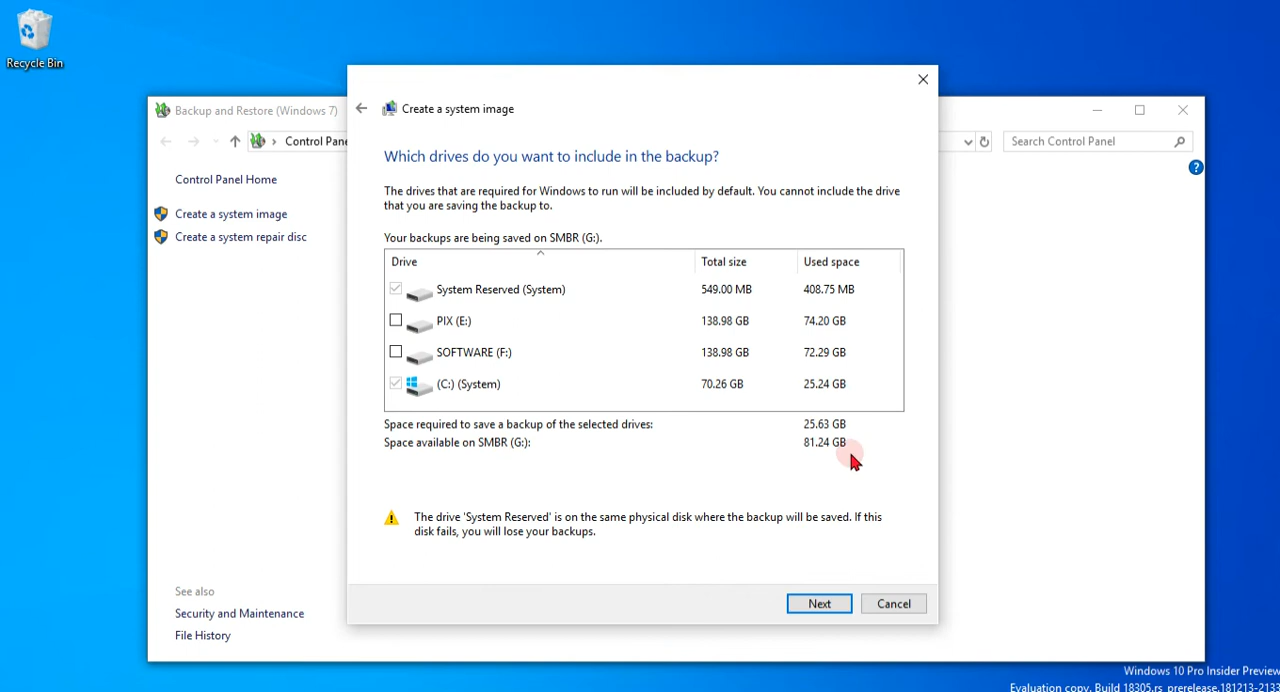 Recycle Bin
Backup and Restore (Windows 7)
Control Pane
Search Control Panel
Control Panel Home
Create a system image
Create a system repair disc
See also
Security and Maintenance
File History
Create a system image
Which drives do you want to include in the backup?
The drives that are required for Windows to run will be included by default. You cannot include the drive
that you are saving the backup to.
Your backups are being saved on SMBR (G:).
Drive Total size Used space
System Reserved (System) 549.00 MB 408.75 MB
PIX (E:) 138.98 GB 74.20 GB
SOFTWARE (F:) 138.98 GB 72.29 GB
(C:) (System) 70.26 GB 25.24 GB
Space required to save a backup of the selected drives: 25.63 GB
Space available on SMBR (G:): 81.24 GB
The drive 'System Reserved' is on the same physical disk where the backup will be saved. If this
disk fails, you will lose your backups.
Next Cancel
Windows 10 Pro Insider Preview
Evaluation copy. Build 18305.rs_prerelease.181213-2133